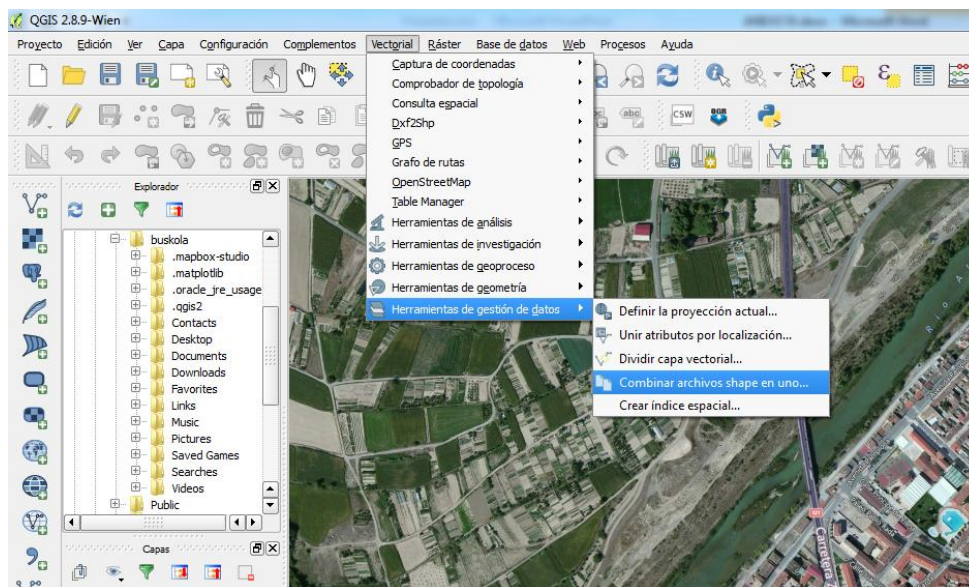 QGIS 2.8.9-Wien
Proyecto Edición Ver Capa Configuración Complementos Vectorial Ráster Base de datos Web Procesos Ayuda
Captura de coordenadas
Comprobador de topología
Consulta espacial
Dxf2Shp
GPS
Grafo de rutas
OpenStreetMap
Table Manager
Herramientas de análisis
Herramientas de investigación
Herramientas de geoproceso
Herramientas de geometría
Herramientas de gestión de datos
Definir la proyección actual...
Unir atributos por localización...
Dividir capa vectorial...
Combinar archivos shape en uno...
Crear índice espacial...
abc
CSW
Explorador
buskola
.mapbox-studio
.matplotlib
.oracle_jre_usage
.qgis2
Contacts
Desktop
Documents
Downloads
Favorites
Links
Music
Pictures
Saved Games
Searches
Videos
Public
Capas
Río
Carretera